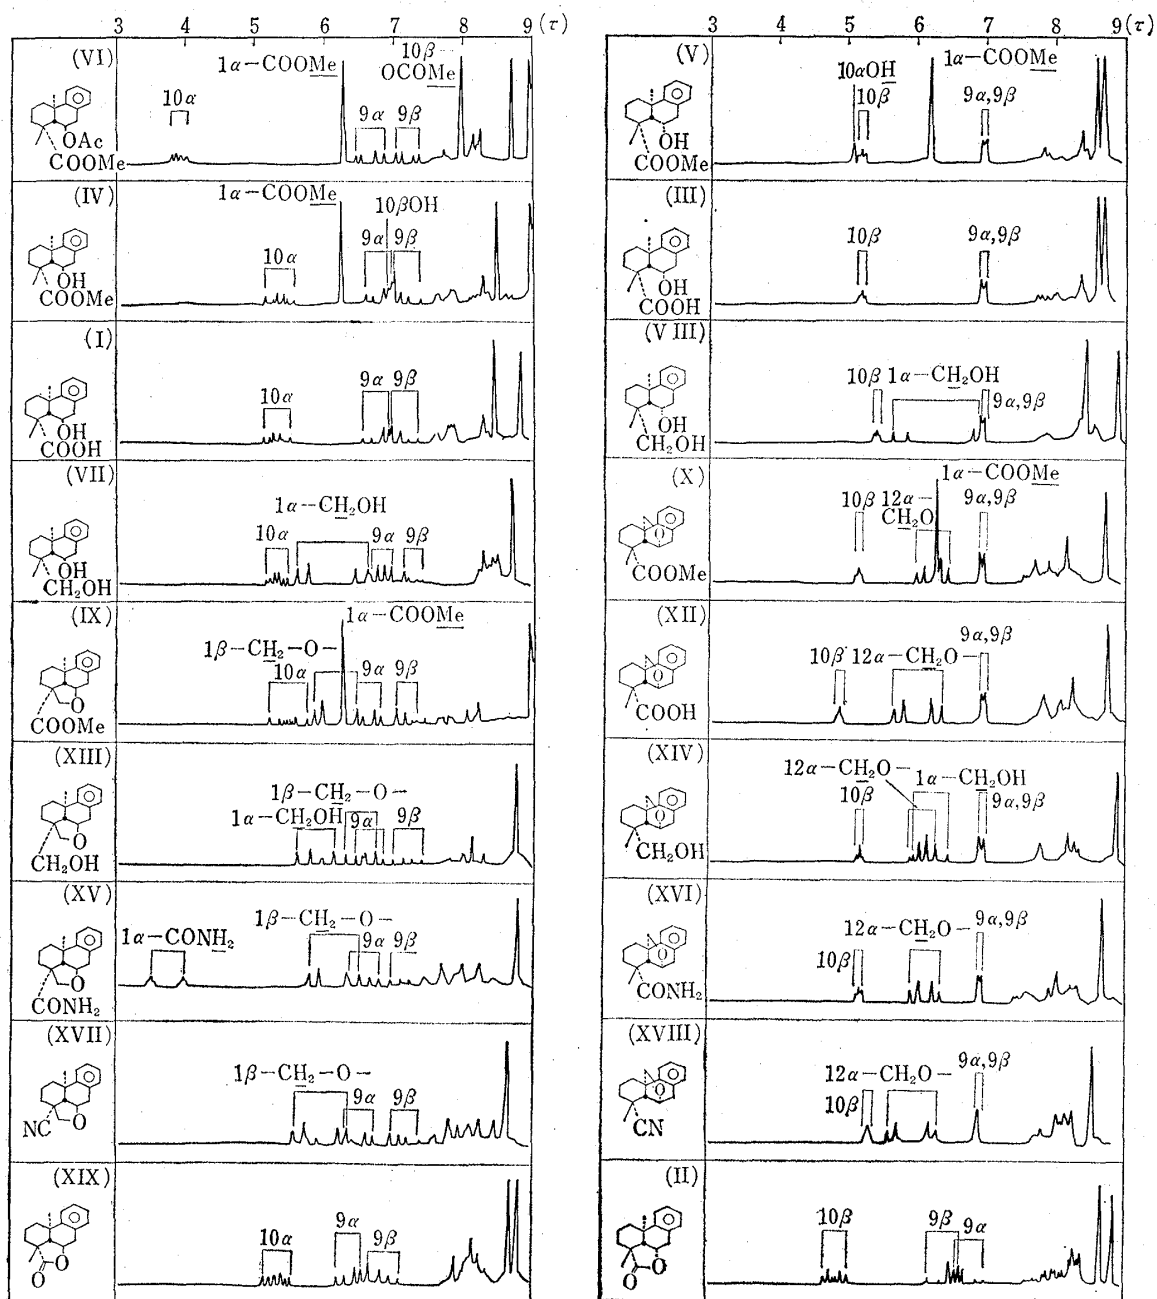 3 4 5 6 7 8 9 (τ)
(VI)
10α
1α-COOMe
10β
OCOMe
9α 9β
OAc
COOMe
(IV)
1α-COOMe
10βOH
10α
9α 9β
OH
COOMe
(I)
10α
9α 9β
OH
COOH
(VII)
1α-CH2OH
10α
9α 9β
OH
CH2OH
(IX)
1α-COOMe
1β-CH2-O-
10α
9α 9β
O
COOMe
(XIII)
1β-CH2-O-
1α-CH2OH
9α 9β
O
CH2OH
(XV)
1α-CONH2
1β-CH2-O-
9α 9β
O
CONH2
(XVII)
1β-CH2-O-
9α 9β
O
NC
(XIX)
10α
9α
9β
O
O
3 4 5 6 7 8 9 (τ)
(V)
10αOH
10β
1α-COOMe
9α,9β
OH
COOMe
(III)
10β
9α,9β
OH
COOH
(VIII)
10β 1α-CH2OH
9α,9β
OH
CH2OH
(X)
1α-COOMe
10β 12α-
CH2O
9α,9β
O
COOMe
(XII)
9α,9β
10β 12α-CH2O-
O
COOH
(XIV)
12α-CH2O-
1α-CH2OH
10β
9α,9β
O
CH2OH
(XVI)
9α,9β
12α-CH2O-
10β
O
CONH2
(XVIII)
9α,9β
12α-CH2O-
10β
O
CN
(II)
10β
9β
9α
O
O